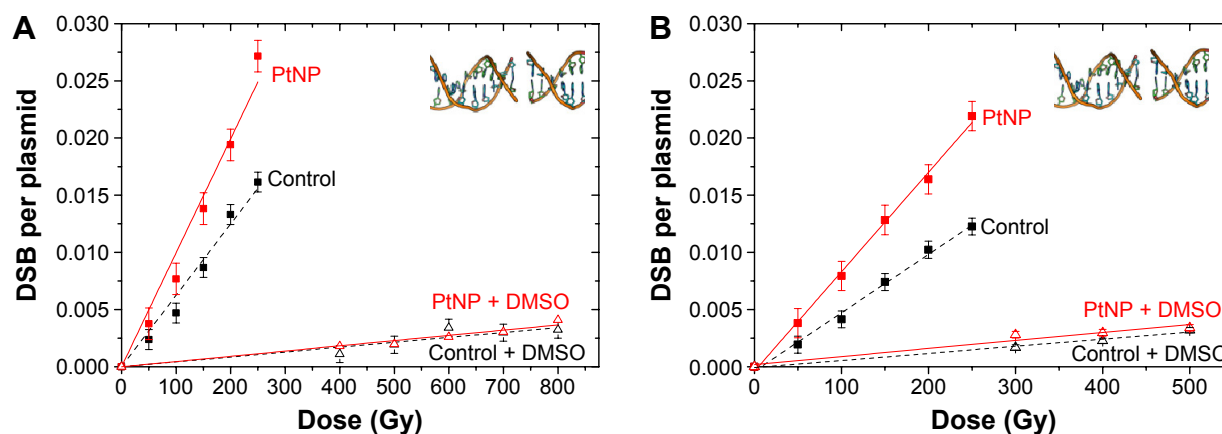 A
DSB per plasmid
0.030
0.025
0.020
0.015
0.010
0.005
0.000
PtNP
Control
PtNP + DMSO
Control + DMSO
0 100 200 300 400 500 600 700 800
Dose (Gy)
B
DSB per plasmid
0.030
0.025
0.020
0.015
0.010
0.005
0.000
PtNP
Control
PtNP + DMSO
Control + DMSO
0 100 200 300 400 500
Dose (Gy)